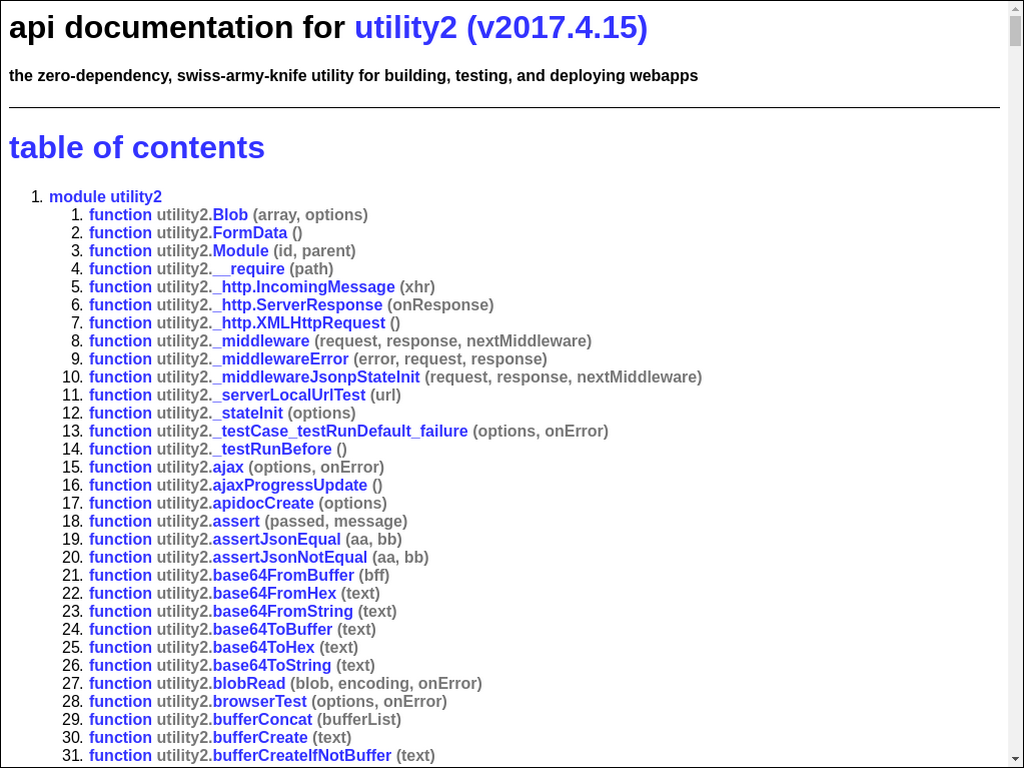 api documentation for utility2 (v2017.4.15)
the zero-dependency, swiss-army-knife utility for building, testing, and deploying webapps
table of contents
1. module utility2
1. function utility2.Blob (array, options)
2. function utility2.FormData ()
3. function utility2.Module (id, parent)
4. function utility2.__require (path)
5. function utility2._http.IncomingMessage (xhr)
6. function utility2._http.ServerResponse (onResponse)
7. function utility2._http.XMLHttpRequest ()
8. function utility2._middleware (request, response, nextMiddleware)
9. function utility2._middlewareError (error, request, response)
10. function utility2._middlewareJsonpStateInit (request, response, nextMiddleware)
11. function utility2._serverLocalUrlTest (url)
12. function utility2._stateInit (options)
13. function utility2._testCase_testRunDefault_failure (options, onError)
14. function utility2._testRunBefore ()
15. function utility2.ajax (options, onError)
16. function utility2.ajaxProgressUpdate ()
17. function utility2.apidocCreate (options)
18. function utility2.assert (passed, message)
19. function utility2.assertJsonEqual (aa, bb)
20. function utility2.assertJsonNotEqual (aa, bb)
21. function utility2.base64FromBuffer (bff)
22. function utility2.base64FromHex (text)
23. function utility2.base64FromString (text)
24. function utility2.base64ToBuffer (text)
25. function utility2.base64ToHex (text)
26. function utility2.base64ToString (text)
27. function utility2.blobRead (blob, encoding, onError)
28. function utility2.browserTest (options, onError)
29. function utility2.bufferConcat (bufferList)
30. function utility2.bufferCreate (text)
31. function utility2.bufferCreateIfNotBuffer (text)